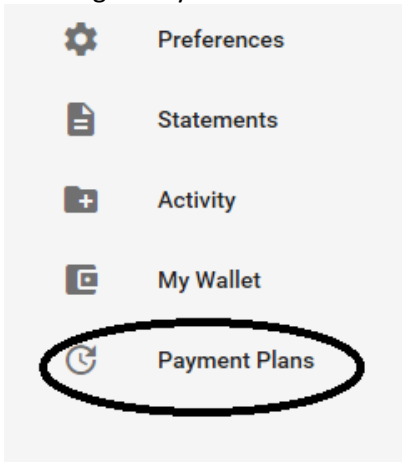 Preferences
Statements
Activity
My Wallet
Payment Plans